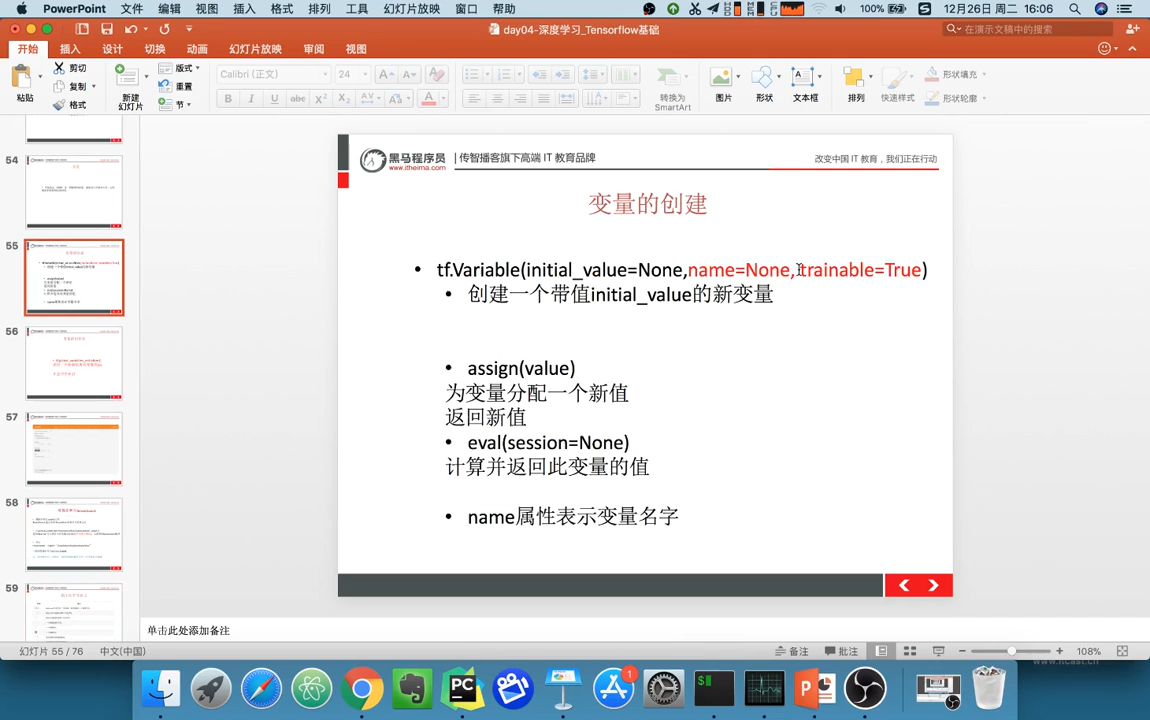 PowerPoint 文件 编辑 视图 插入 格式 排列 工具 幻灯片放映 窗口 帮助 100% 12月26日 周二 16:06
day04-深度学习_Tensorflow基础
在演示文稿中的搜索
开始 插入 设计 切换 动画 幻灯片放映 审阅 视图
粘贴 剪切 复制 格式 新建幻灯片 版式 重置 节 Calibri (正文) 24 转换为 SmartArt 图片 形状 文本框 排列 快速样式 形状填充 形状轮廓
黑马程序员 | 传智播客旗下高端 IT 教育品牌
www.itheima.com
改变中国 IT 教育，我们正在行动
变量的创建
• tf.Variable(initial_value=None,name=None,trainable=True)
• 创建一个带值initial_value的新变量
• assign(value)
为变量分配一个新值
返回新值
• eval(session=None)
计算并返回此变量的值
• name属性表示变量名字
54
55
56
57
58
59
单击此处添加备注
幻灯片 55 / 76 中文(中国) 备注 批注 108%
www.itcast.cn